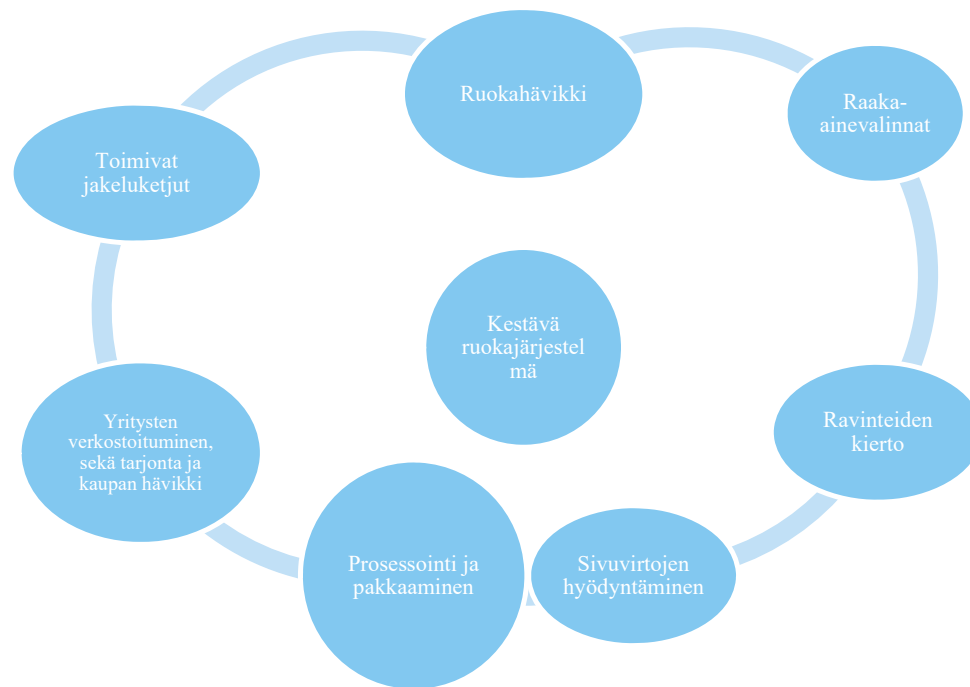 Ruokahävikki
Raaka-
ainevalinnat
Toimivat
jakeluketjut
Kestävä
ruokajärjestel
mä
Ravinteiden
kierto
Yritysten
verkostoituminen,
sekä tarjonta ja
kaupan hävikki
Prosessointi ja
pakkaaminen
Sivuvirtojen
hyödyntäminen